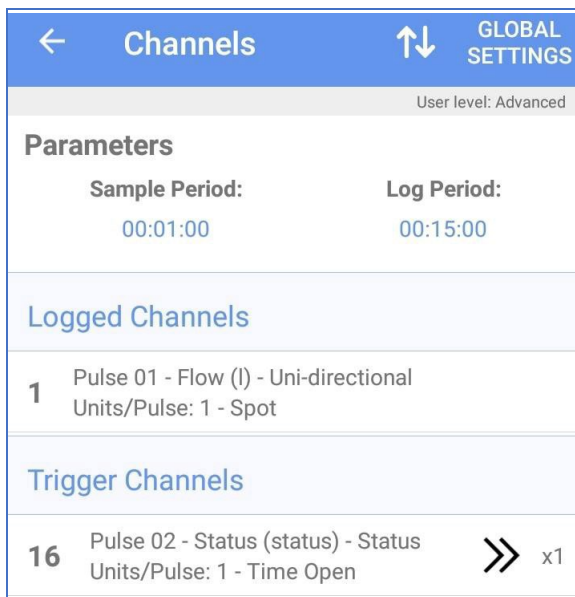 Channels
GLOBAL
SETTINGS
User level: Advanced
Parameters
Sample Period:
Log Period:
00:01:00
00:15:00
Logged Channels
1
Pulse 01 - Flow (l) - Uni-directional
Units/Pulse: 1 - Spot
Trigger Channels
16
Pulse 02 - Status (status) - Status
Units/Pulse: 1 - Time Open
x1